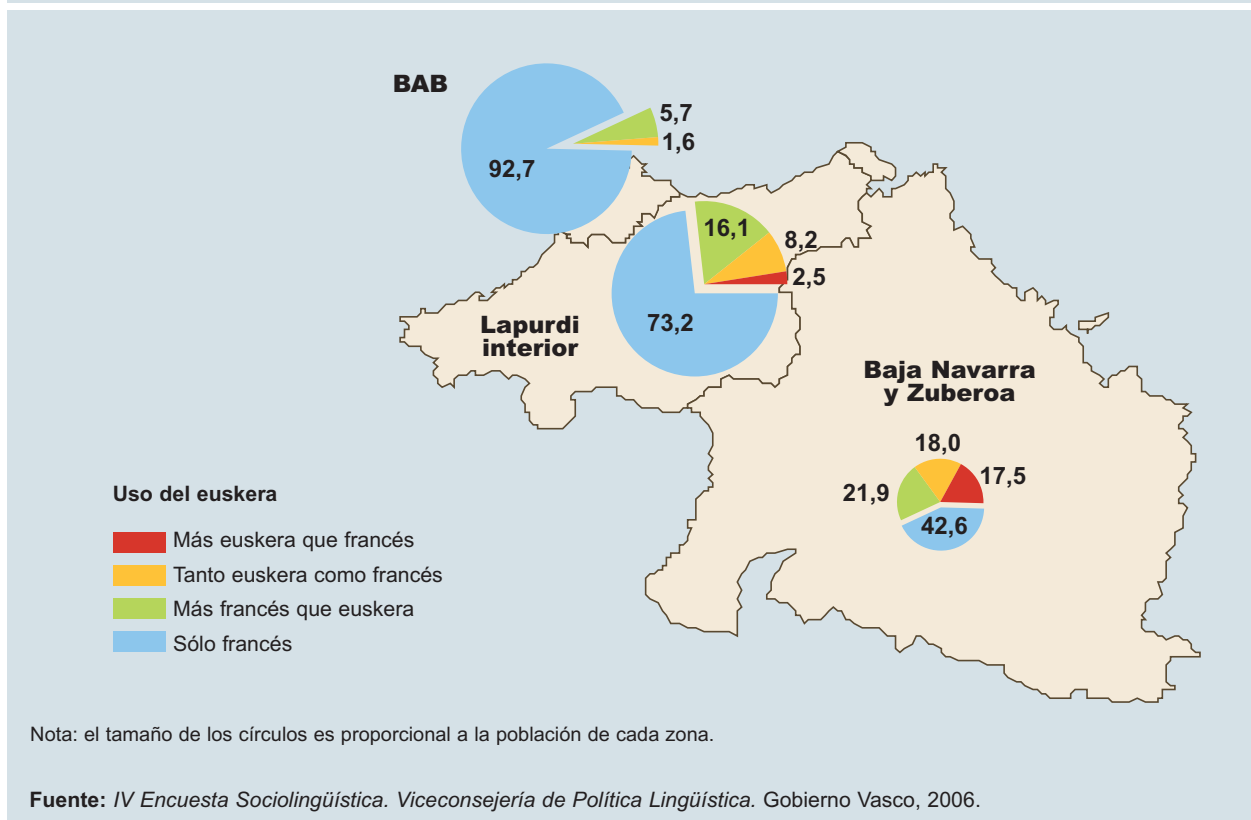 BAB
5,7
1,6
92,7
16,1
8,2
2,5
73,2
Lapurdi
interior
Baja Navarra
y Zuberoa
18,0
17,5
21,9
42,6
Uso del euskera
Más euskera que francés
Tanto euskera como francés
Más francés que euskera
Sólo francés
Nota: el tamaño de los círculos es proporcional a la población de cada zona.
Fuente: IV Encuesta Sociolingüística. Viceconsejería de Política Lingüística. Gobierno Vasco, 2006.